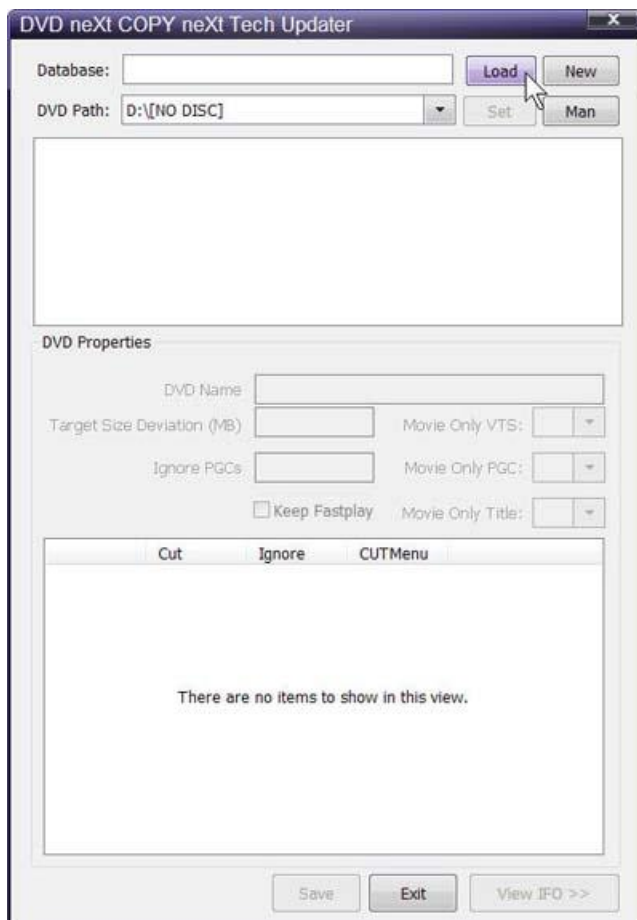 DVD neXt COPY neXt Tech Updater
Database: Load New
DVD Path: D:\[NO DISC] Set Man
DVD Properties
DVD Name
Target Size Deviation (MB) Movie Only VTS:
Ignore PGCs Movie Only PGC:
Keep Fastplay Movie Only Title:
Cut Ignore CUTMenu
There are no items to show in this view.
Save Exit View IFO >>